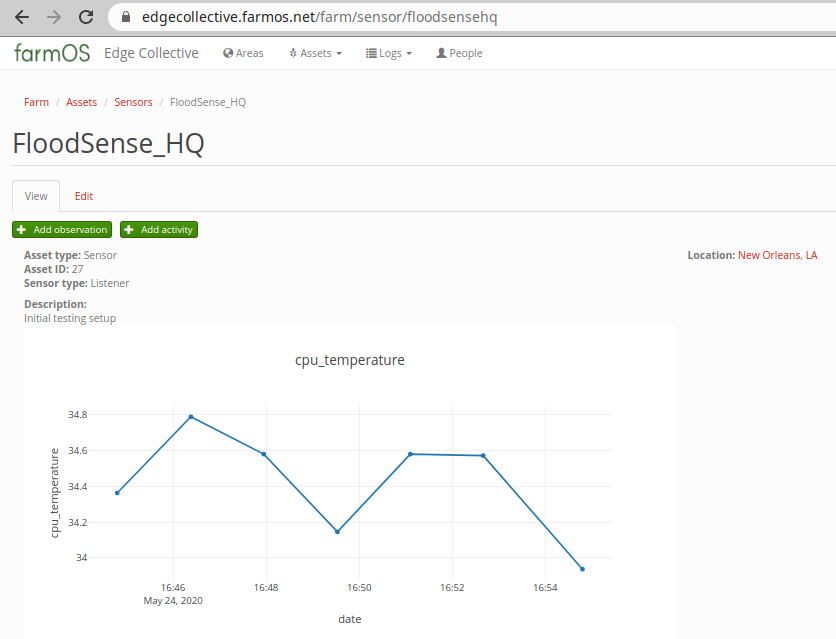 edgecollective.farmos.net/farm/sensor/floodsensehq
farmOS Edge Collective Areas Assets Logs People
Farm / Assets / Sensors / FloodSense_HQ
FloodSense_HQ
View Edit
Add observation Add activity
Asset type: Sensor
Location: New Orleans, LA
Asset ID: 27
Sensor type: Listener
Description:
Initial testing setup
cpu_temperature
34.8
34.6
34.4
34.2
34
cpu_temperature
16:46 16:48 16:50 16:52 16:54
May 24, 2020
date